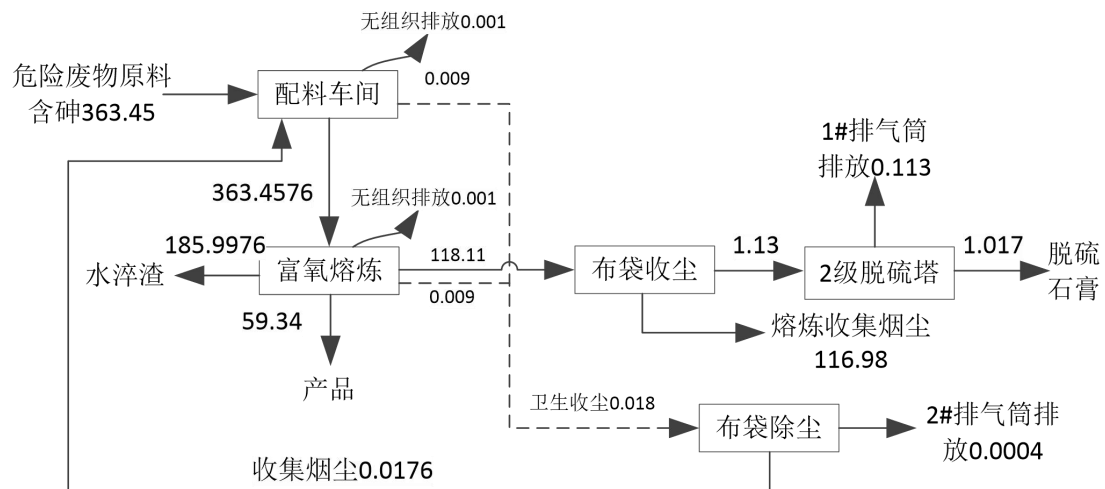 无组织排放0.001
危险废物原料
含砷363.45
配料车间
0.009
1#排气筒
排放0.113
363.4576
无组织排放0.001
185.9976
水淬渣
富氧熔炼
118.11
0.009
布袋收尘
1.13
2级脱硫塔
1.017
脱硫
石膏
59.34
熔炼收集烟尘
116.98
产品
卫生收尘0.018
布袋除尘
2#排气筒排
放0.0004
收集烟尘0.0176